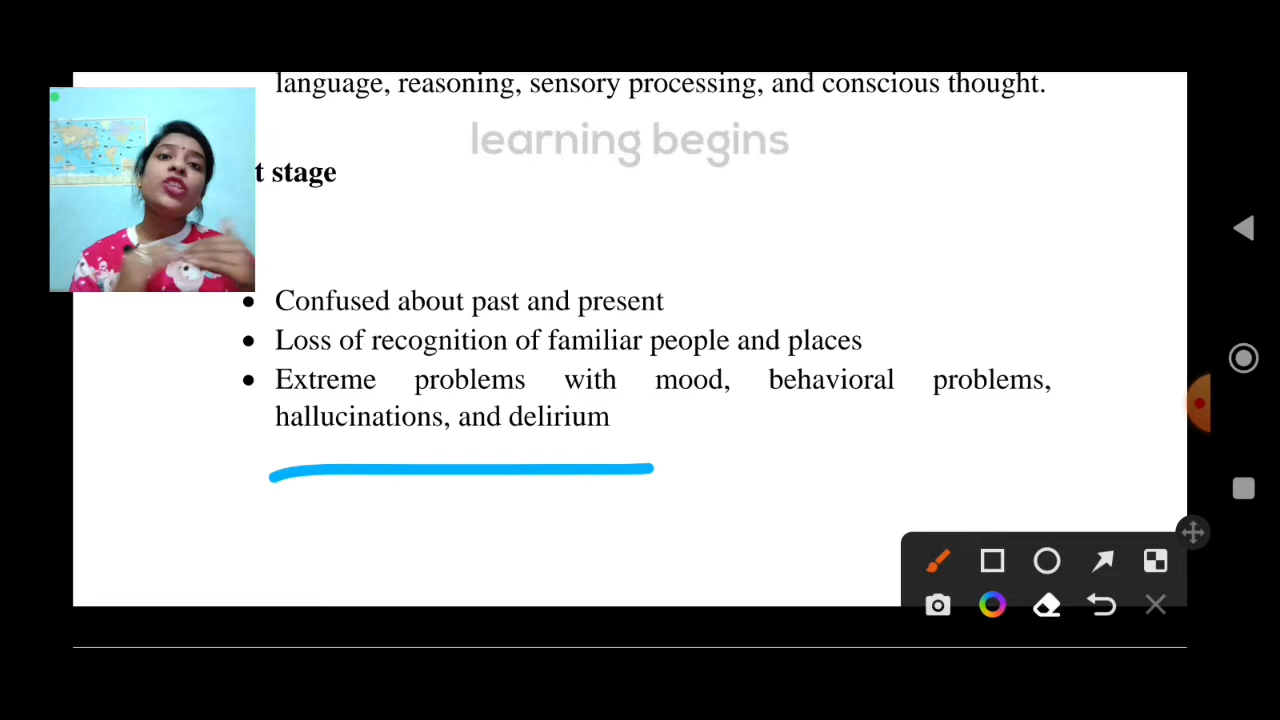 language, reasoning, sensory processing, and conscious thought.
learning begins
t stage
• Confused about past and present
• Loss of recognition of familiar people and places
• Extreme problems with mood, behavioral problems,
hallucinations, and delirium